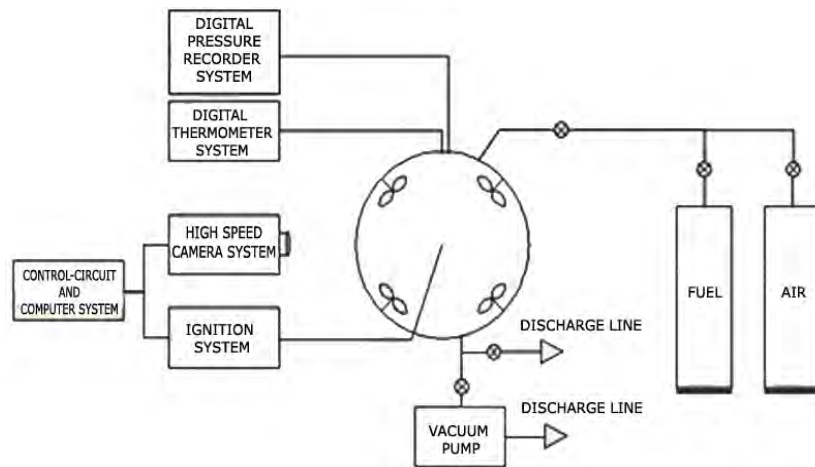 DIGITAL
PRESSURE
RECORDER
SYSTEM
DIGITAL
THERMOMETER
SYSTEM
HIGH SPEED
CAMERA SYSTEM
CONTROL-CIRCUIT
AND
COMPUTER SYSTEM
IGNITION
SYSTEM
FUEL
AIR
DISCHARGE LINE
DISCHARGE LINE
VACUUM
PUMP